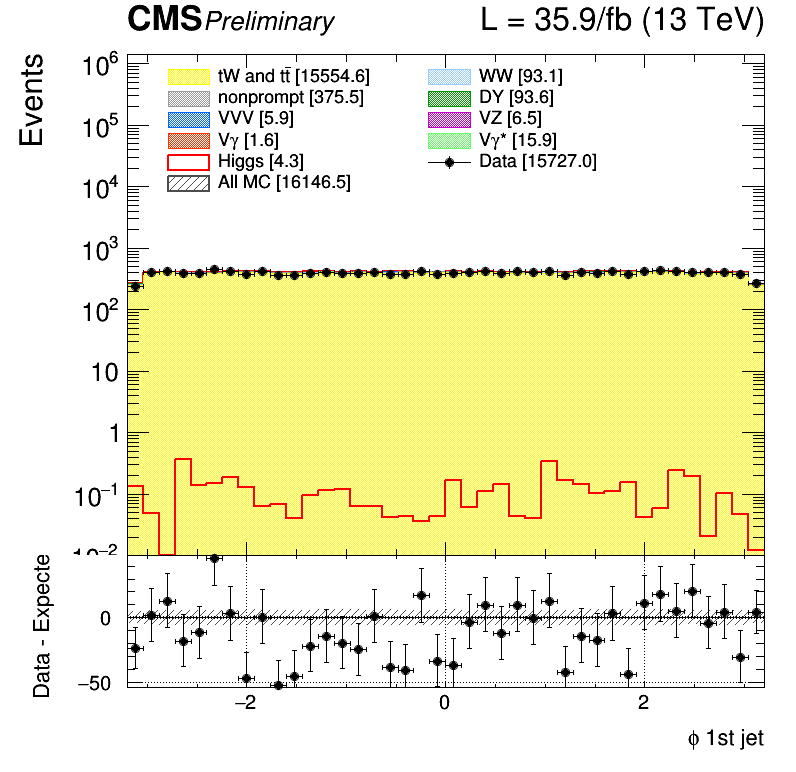 CMS Preliminary L = 35.9/fb (13 TeV)
Events
10⁶
10⁵
10⁴
10³
10²
10
1
10⁻¹
10⁻²
tW and tt̄ [15554.6]
WW [93.1]
nonprompt [375.5]
DY [93.6]
VVV [5.9]
VZ [6.5]
Vγ [1.6]
Vγ* [15.9]
Higgs [4.3]
Data [15727.0]
All MC [16146.5]
Data - Expecte
0
−50
−2 0 2
ϕ 1st jet